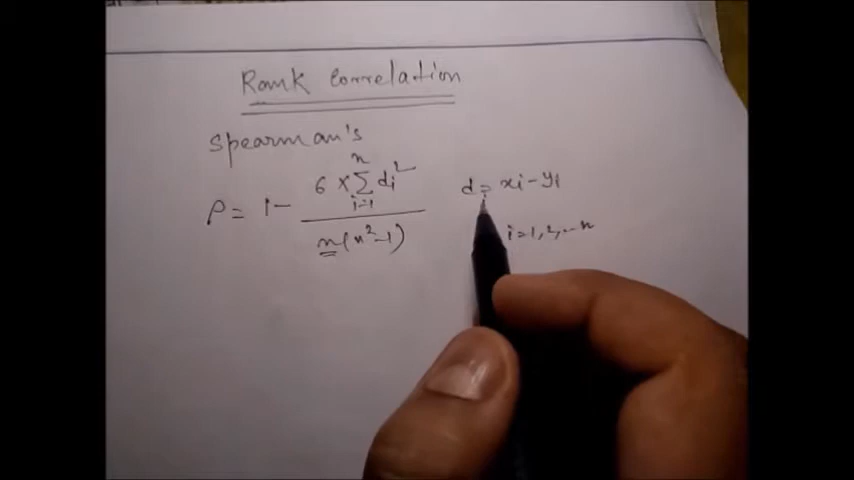 Rank correlation
Spearman's
ρ = 1 - 6 × n∑i=1 di² / n(n²-1)
di = xi - yi
i=1, 2, -- n